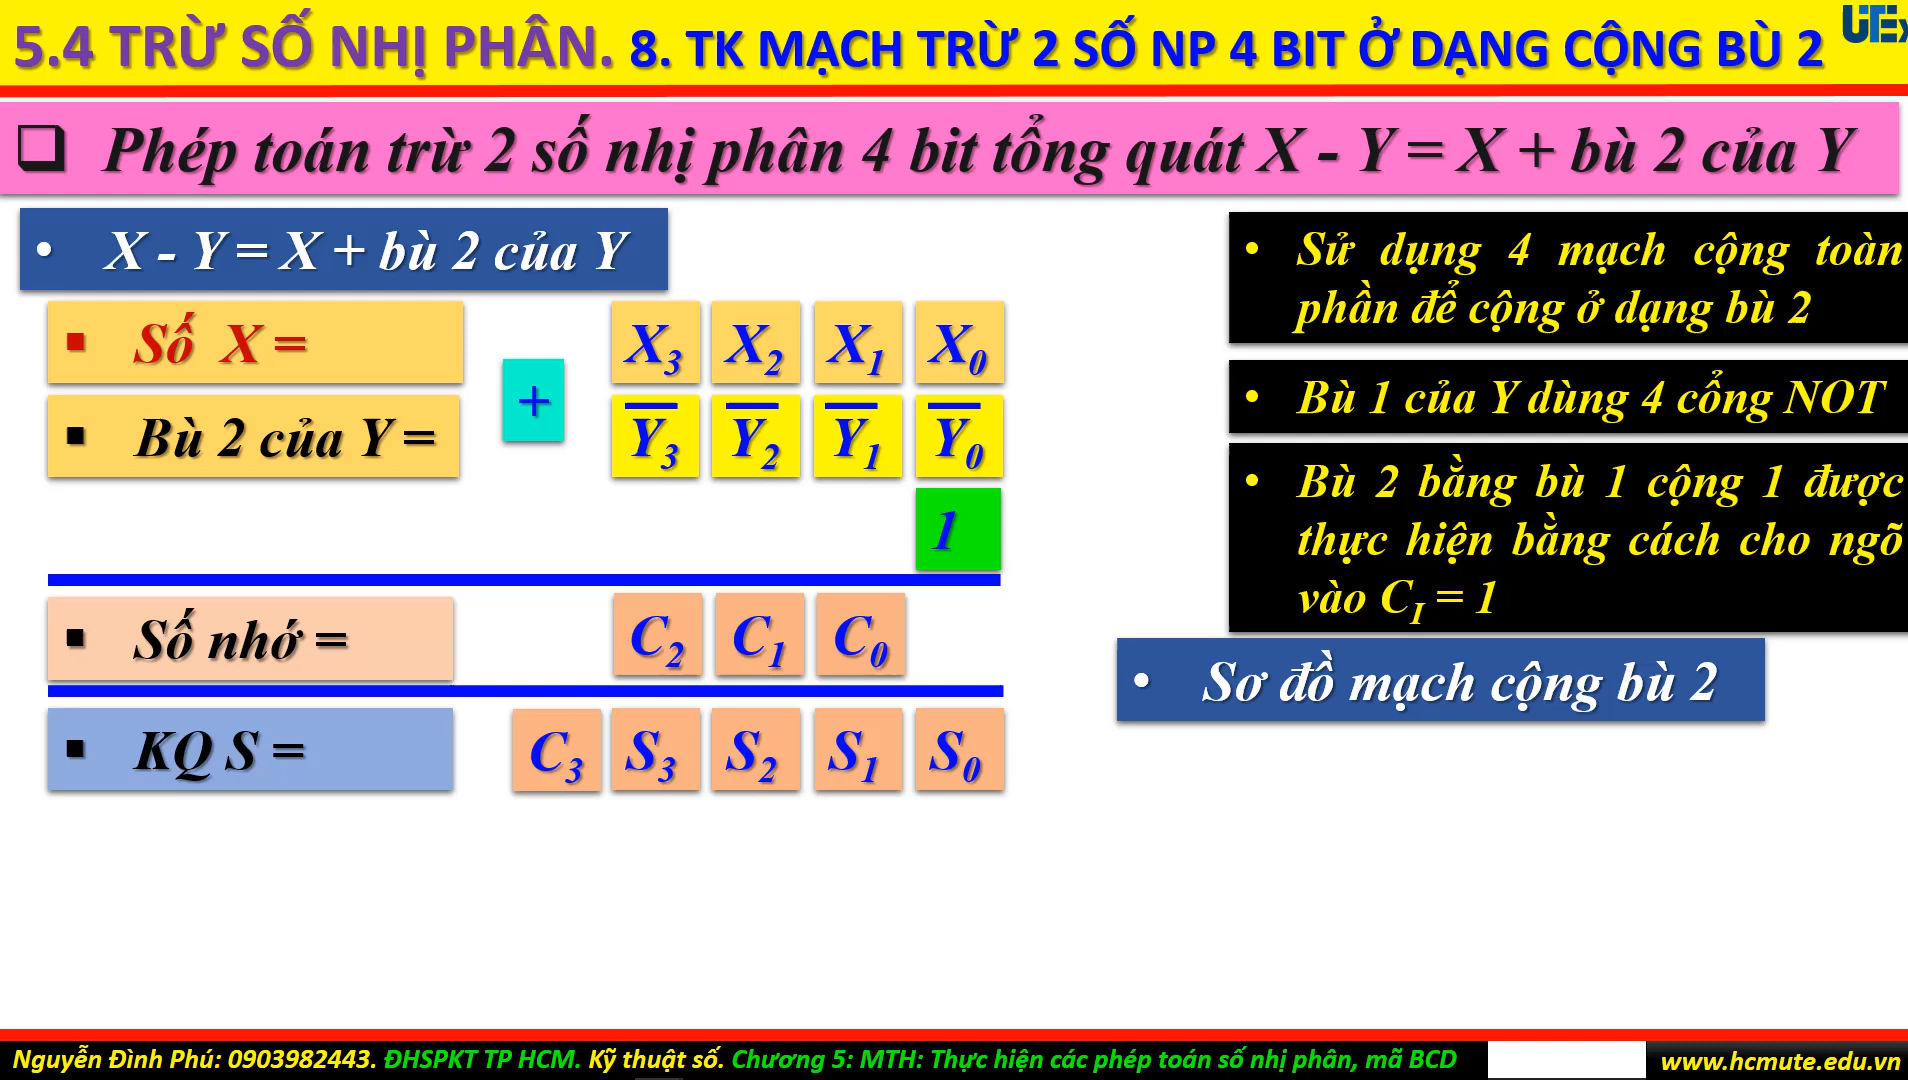 5.4 TRỪ SỐ NHỊ PHÂN. 8. TK MẠCH TRỪ 2 SỐ NP 4 BIT Ở DẠNG CỘNG BÙ 2
UTEx
❑ Phép toán trừ 2 số nhị phân 4 bit tổng quát X - Y = X + bù 2 của Y
• X - Y = X + bù 2 của Y
▪ Số X = X₃ X₂ X₁ X₀
+
▪ Bù 2 của Y = Y̅₃ Y̅₂ Y̅₁ Y̅₀
1
▪ Số nhớ = C₂ C₁ C₀
▪ KQ S = C₃ S₃ S₂ S₁ S₀
• Sử dụng 4 mạch cộng toàn
phần để cộng ở dạng bù 2
• Bù 1 của Y dùng 4 cổng NOT
• Bù 2 bằng bù 1 cộng 1 được
thực hiện bằng cách cho ngõ
vào C_I = 1
• Sơ đồ mạch cộng bù 2
Nguyễn Đình Phú: 0903982443. ĐHSPKT TP HCM. Kỹ thuật số. Chương 5: MTH: Thực hiện các phép toán số nhị phân, mã BCD
www.hcmute.edu.vn